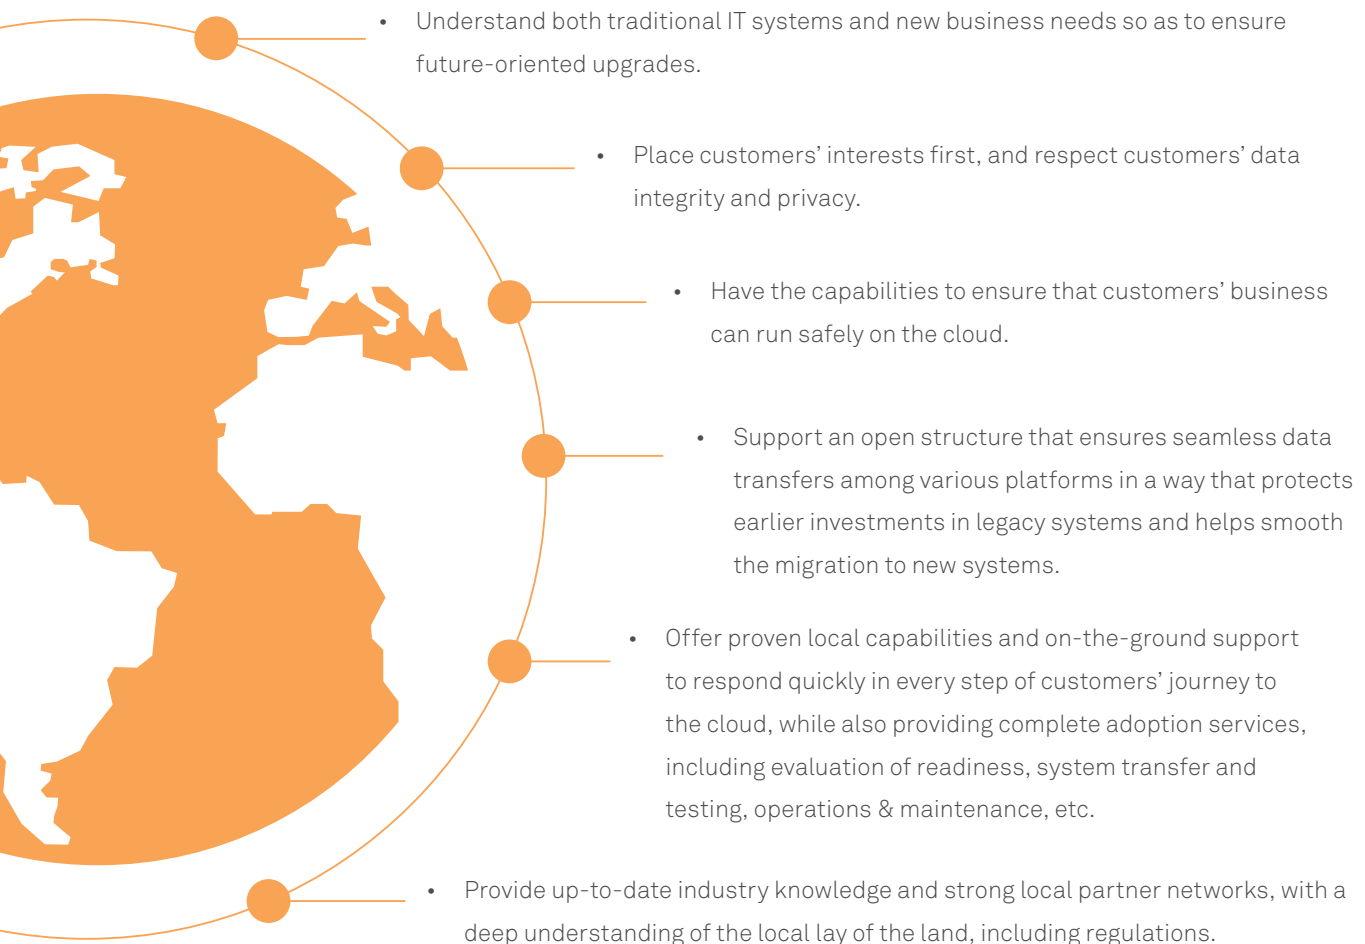 • Understand both traditional IT systems and new business needs so as to ensure
future-oriented upgrades.
• Place customers’ interests first, and respect customers’ data
integrity and privacy.
• Have the capabilities to ensure that customers’ business
can run safely on the cloud.
• Support an open structure that ensures seamless data
transfers among various platforms in a way that protects
earlier investments in legacy systems and helps smooth
the migration to new systems.
• Offer proven local capabilities and on-the-ground support
to respond quickly in every step of customers’ journey to
the cloud, while also providing complete adoption services,
including evaluation of readiness, system transfer and
testing, operations & maintenance, etc.
• Provide up-to-date industry knowledge and strong local partner networks, with a
deep understanding of the local lay of the land, including regulations.